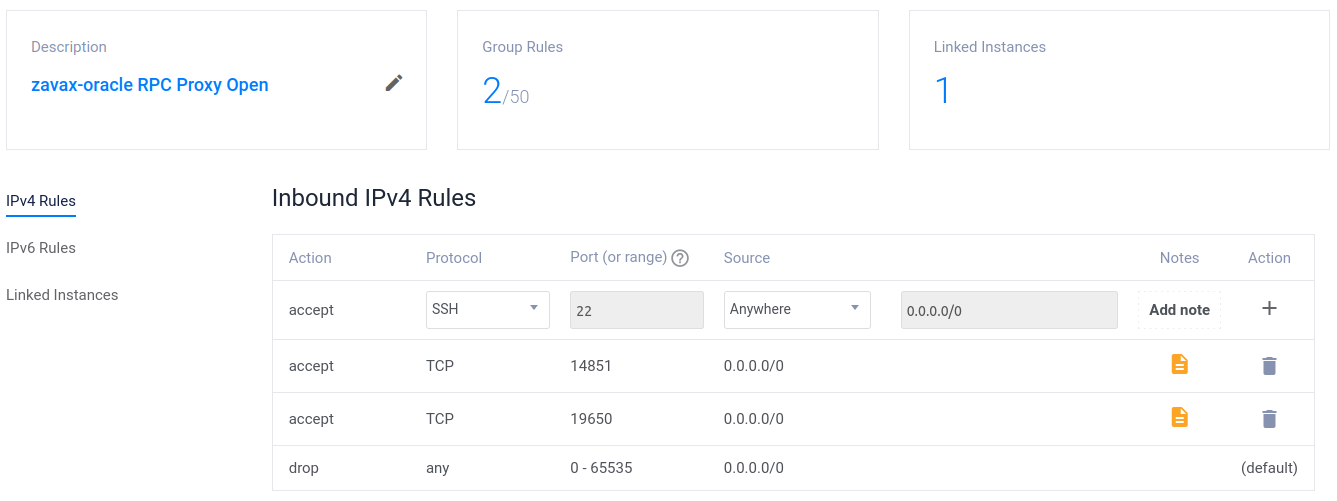 Description
zavax-oracle RPC Proxy Open
Group Rules
2/50
Linked Instances
1
IPv4 Rules
IPv6 Rules
Linked Instances
Inbound IPv4 Rules
Action Protocol Port (or range) ? Source Notes Action
accept SSH 22 Anywhere 0.0.0.0/0 Add note +
accept TCP 14851 0.0.0.0/0
accept TCP 19650 0.0.0.0/0
drop any 0 - 65535 0.0.0.0/0 (default)